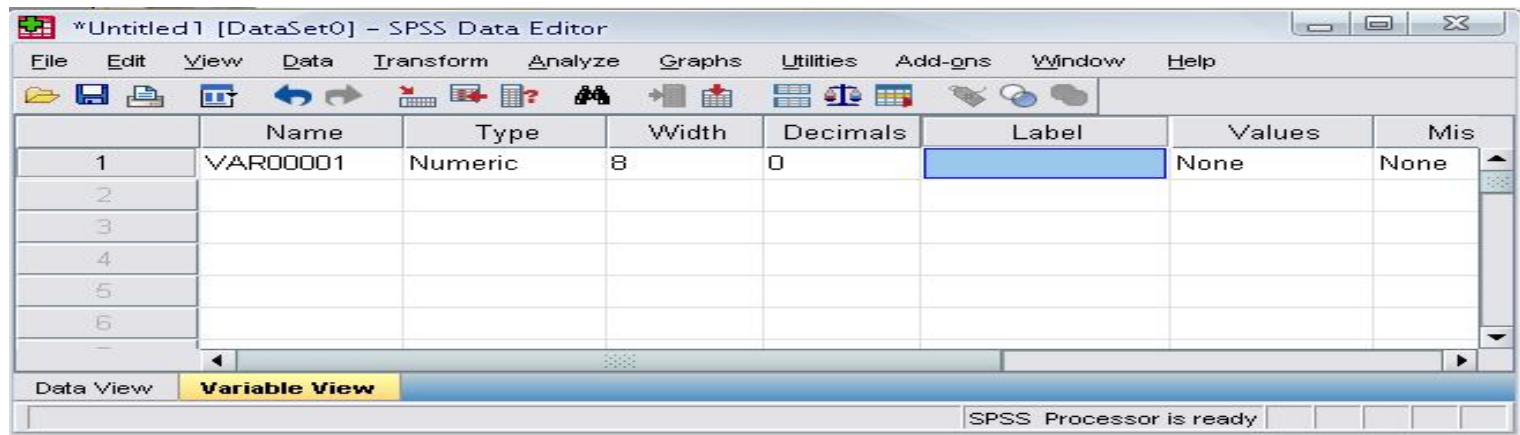 *Untitled1 [DataSet0] – SPSS Data Editor
File Edit View Data Transform Analyze Graphs Utilities Add-ons Window Help
Name Type Width Decimals Label Values Mis
1 VAR00001 Numeric 8 0 None None
2
3
4
5
6
Data View Variable View
SPSS Processor is ready